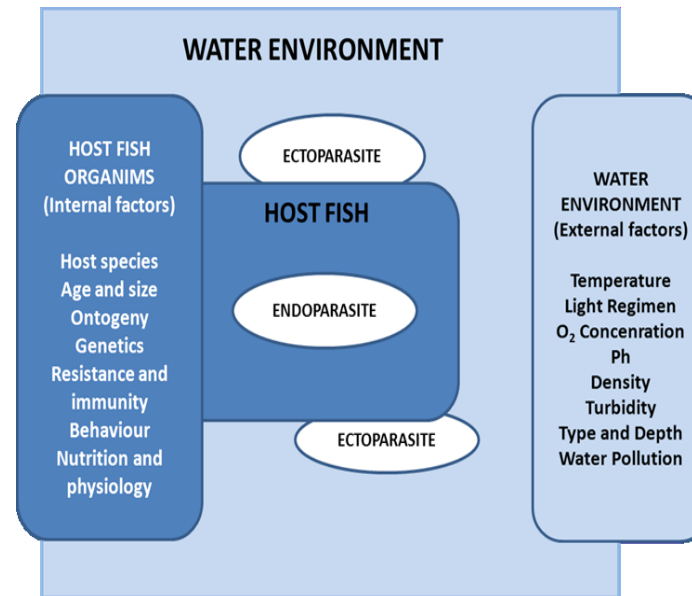 WATER ENVIRONMENT
HOST FISH
ORGANIMS
(Internal factors)
Host species
Age and size
Ontogeny
Genetics
Resistance and
immunity
Behaviour
Nutrition and
physiology
ECTOPARASITE
HOST FISH
ENDOPARASITE
ECTOPARASITE
WATER
ENVIRONMENT
(External factors)
Temperature
Light Regimen
O₂ Concenration
Ph
Density
Turbidity
Type and Depth
Water Pollution